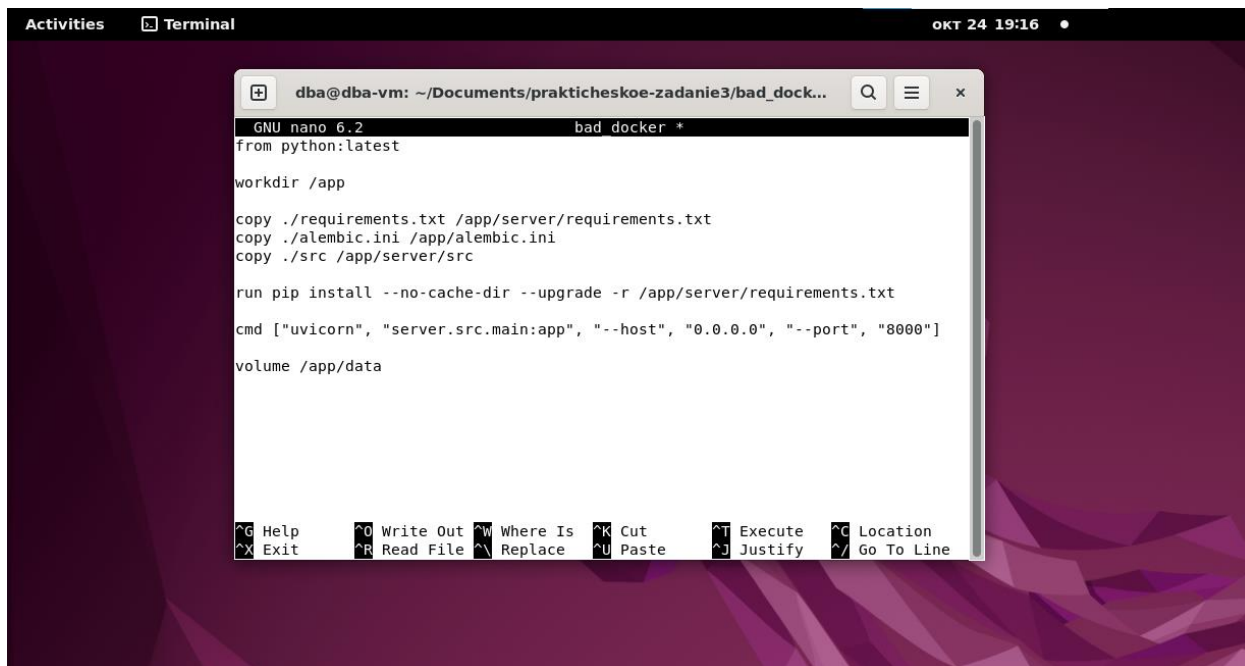 Activities Terminal окт 24 19:16
dba@dba-vm: ~/Documents/prakticheskoe-zadanie3/bad_dock...
GNU nano 6.2 bad_docker *
from python:latest
workdir /app
copy ./requirements.txt /app/server/requirements.txt
copy ./alembic.ini /app/alembic.ini
copy ./src /app/server/src
run pip install --no-cache-dir --upgrade -r /app/server/requirements.txt
cmd ["uvicorn", "server.src.main:app", "--host", "0.0.0.0", "--port", "8000"]
volume /app/data
^G Help ^O Write Out ^W Where Is ^K Cut ^T Execute ^C Location
^X Exit ^R Read File ^\ Replace ^U Paste ^J Justify ^/ Go To Line